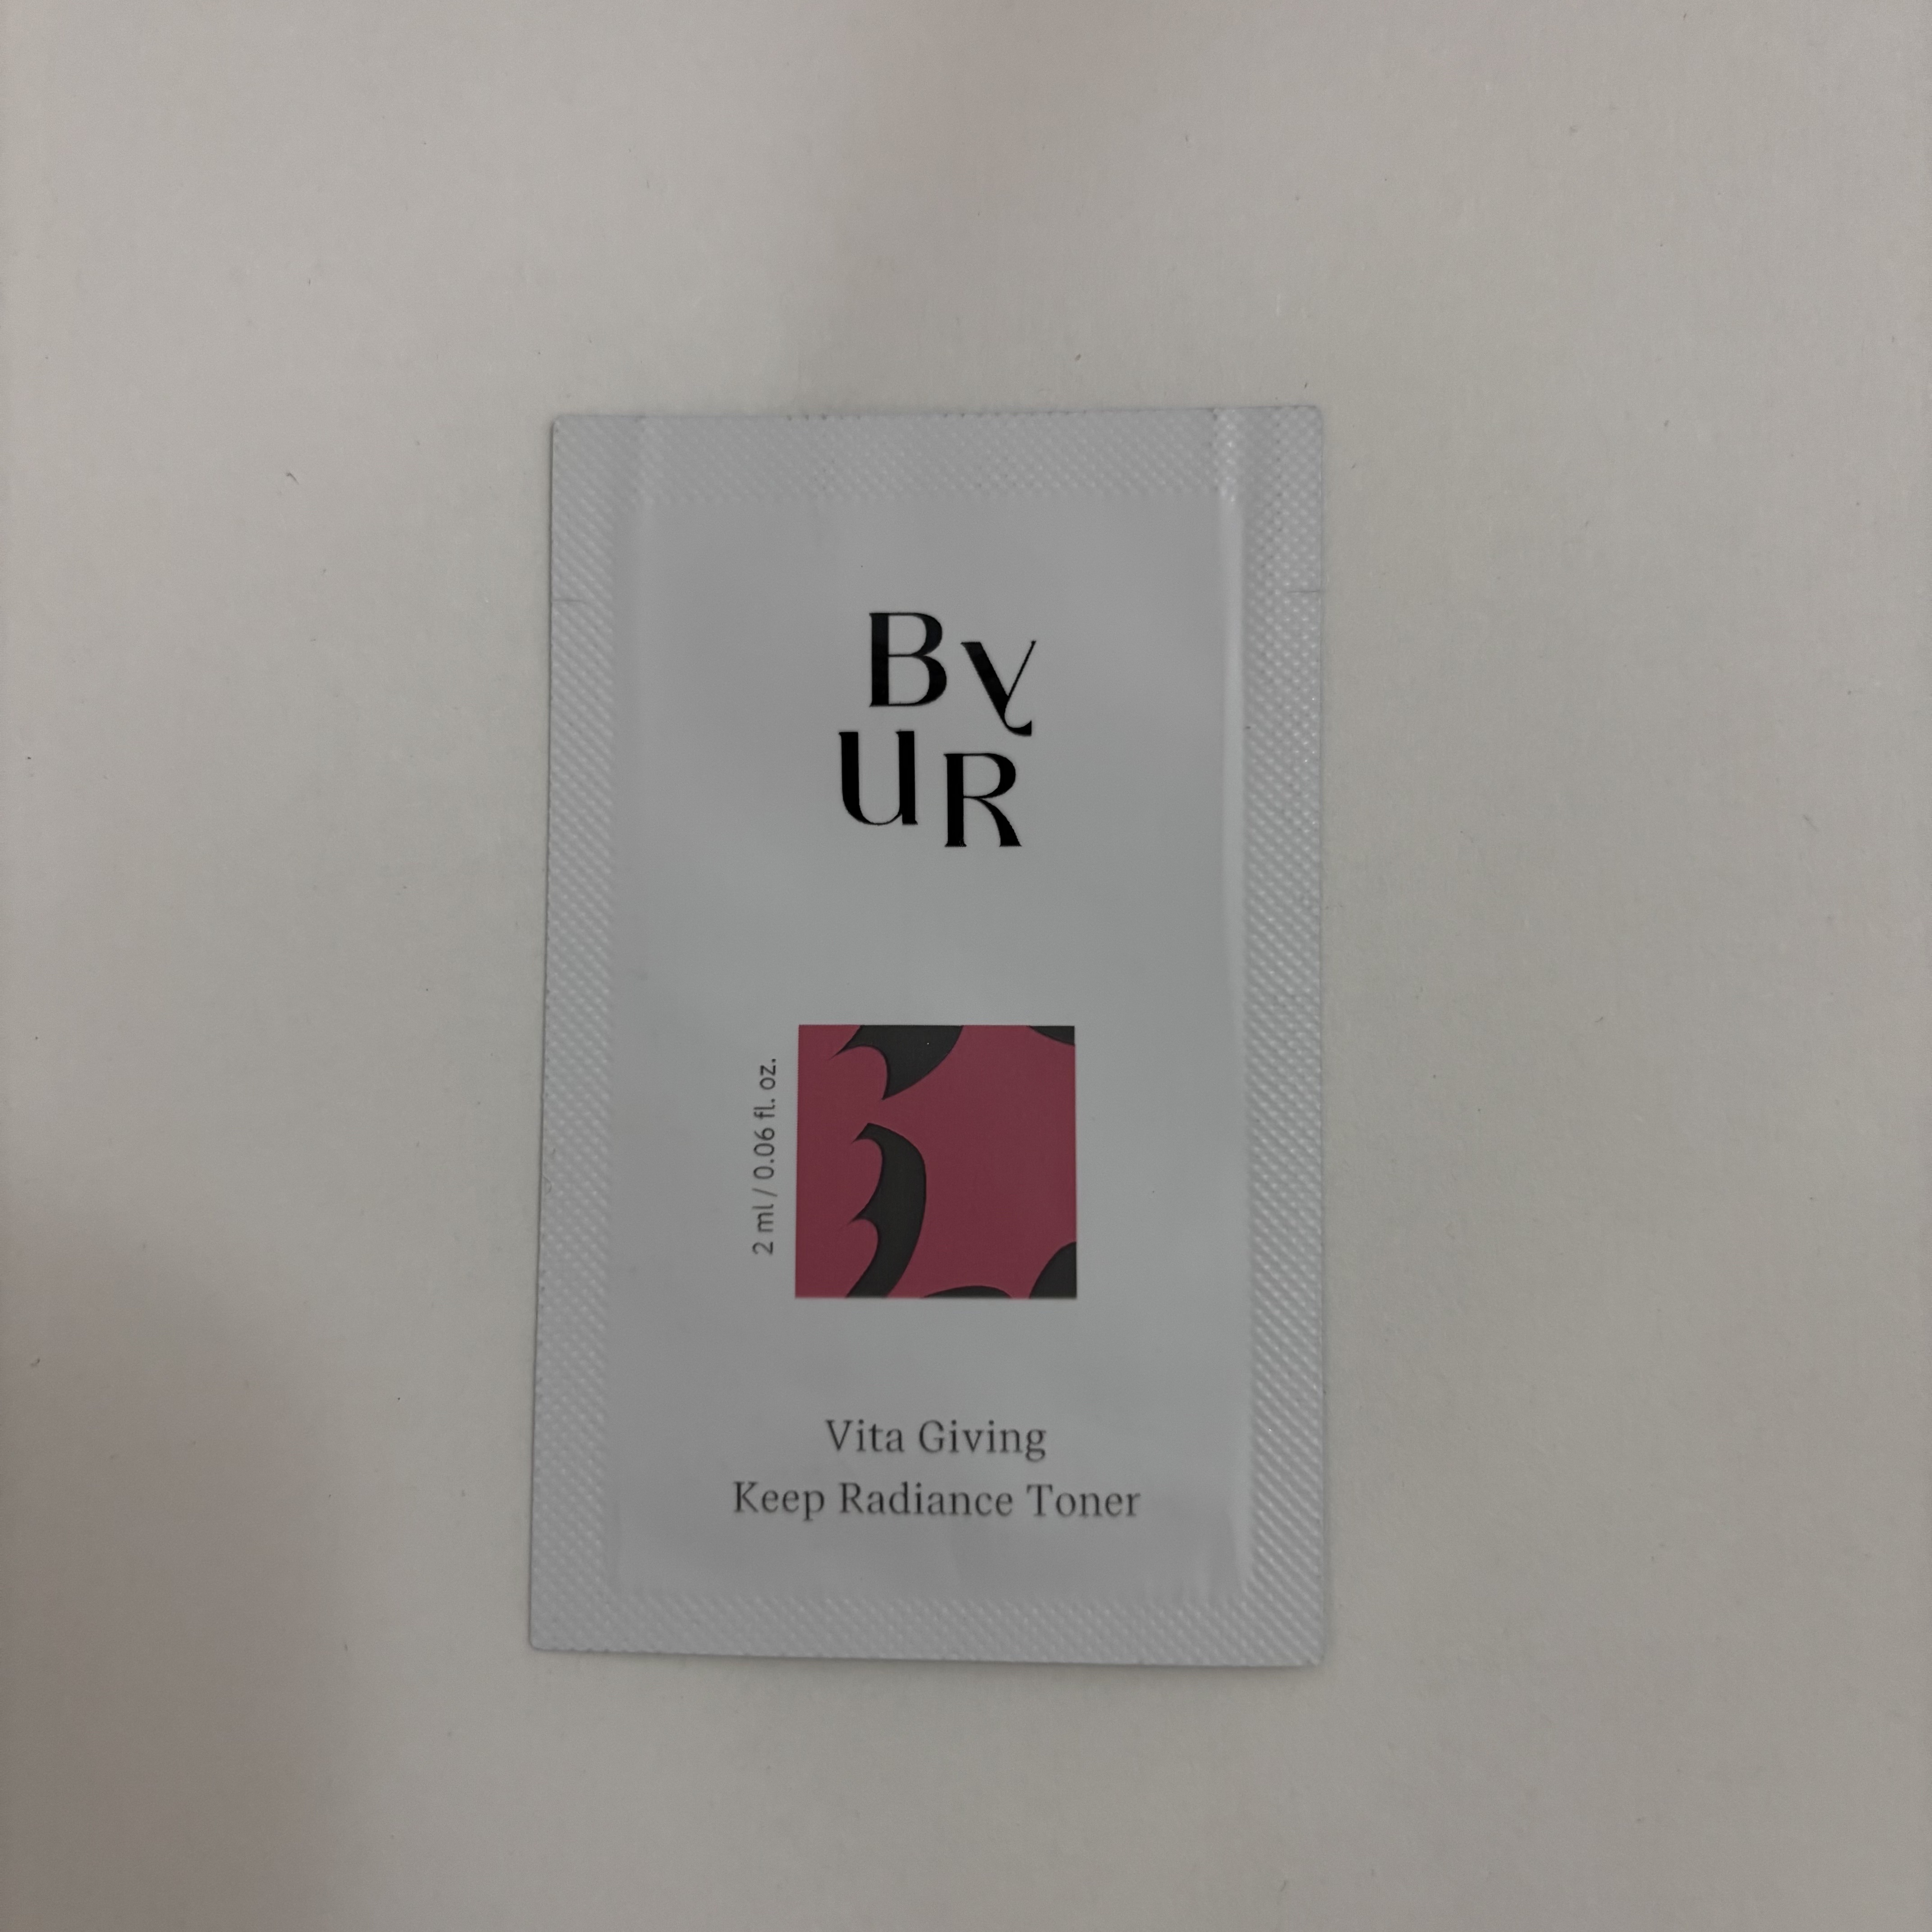 By
UR
2 ml / 0.06 fl. oz.
Vita Giving
Keep Radiance Toner